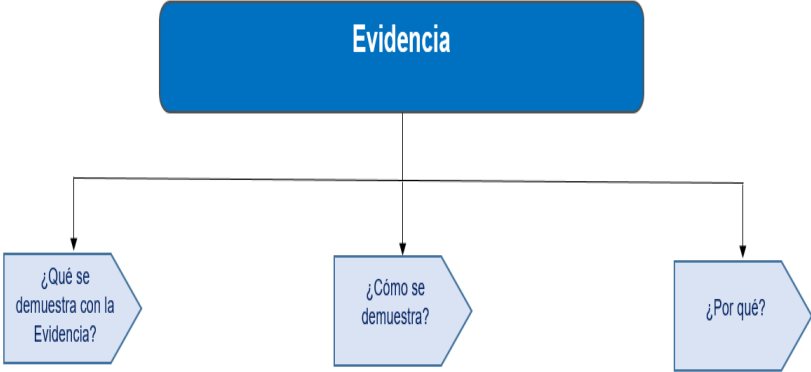 Evidencia
¿Qué se
demuestra con la
Evidencia?
¿Cómo se
demuestra?
¿Por qué?